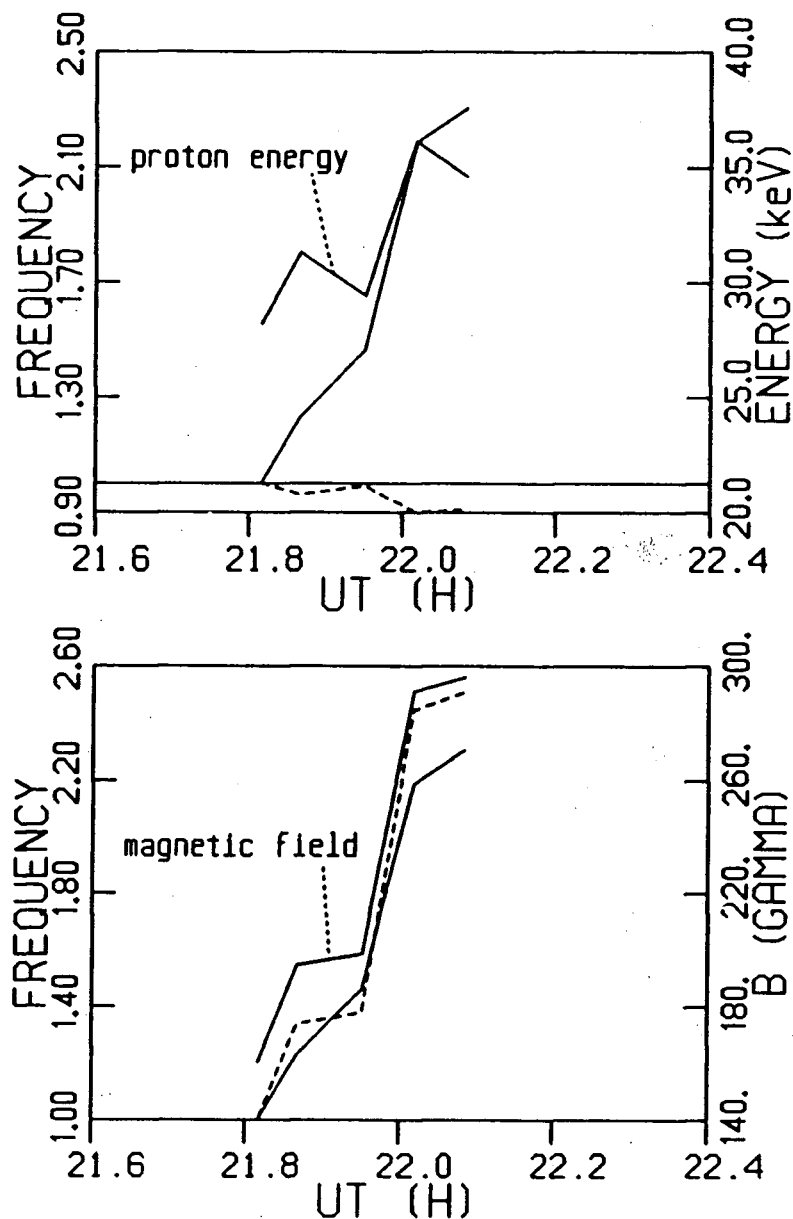 2.50
2.10
1.70
1.30
0.90
FREQUENCY
proton energy
40.0
35.0
30.0
25.0
20.0
ENERGY (keV)
21.6 21.8 22.0 22.2 22.4
UT (H)
2.60
2.20
1.80
1.40
1.00
FREQUENCY
magnetic field
300.
260.
220.
180.
140.
B (GAMMA)
21.6 21.8 22.0 22.2 22.4
UT (H)